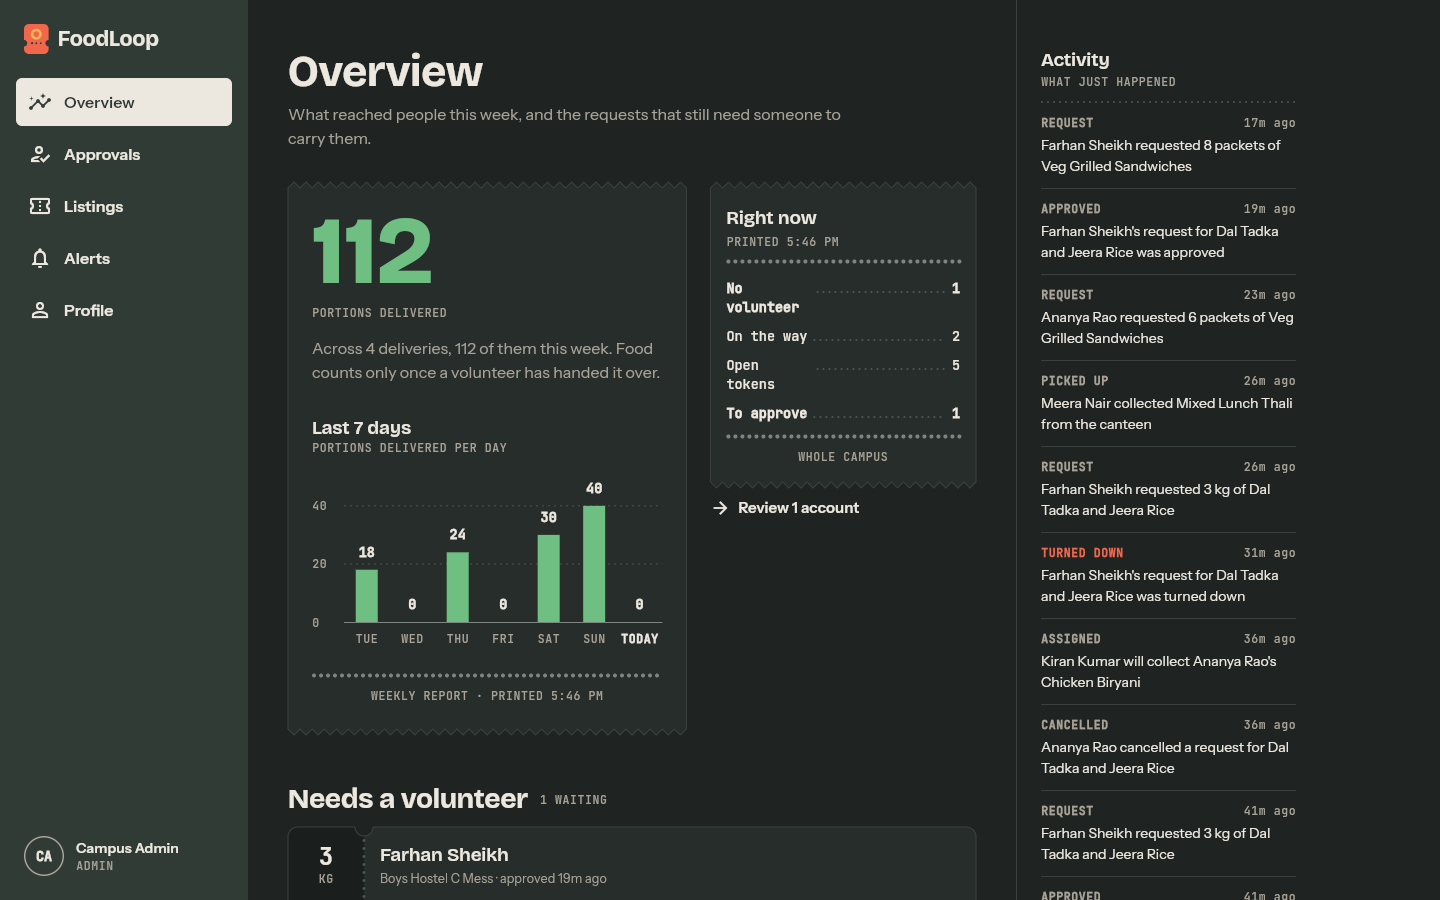 FoodLoop
Overview
Approvals
Listings
Alerts
Profile
CA
Campus Admin
ADMIN
Overview
What reached people this week, and the requests that still need someone to
carry them.
112
PORTIONS DELIVERED
Across 4 deliveries, 112 of them this week. Food
counts only once a volunteer has handed it over.
Last 7 days
PORTIONS DELIVERED PER DAY
40
20
0
18
0
24
0
30
40
0
TUE WED THU FRI SAT SUN TODAY
WEEKLY REPORT · PRINTED 5:46 PM
Right now
PRINTED 5:46 PM
No
volunteer 1
On the way 2
Open
tokens 5
To approve 1
WHOLE CAMPUS
Review 1 account
Needs a volunteer 1 WAITING
3
KG
Farhan Sheikh
Boys Hostel C Mess · approved 19m ago
Activity
WHAT JUST HAPPENED
REQUEST 17m ago
Farhan Sheikh requested 8 packets of
Veg Grilled Sandwiches
APPROVED 19m ago
Farhan Sheikh's request for Dal Tadka
and Jeera Rice was approved
REQUEST 23m ago
Ananya Rao requested 6 packets of Veg
Grilled Sandwiches
PICKED UP 26m ago
Meera Nair collected Mixed Lunch Thali
from the canteen
REQUEST 26m ago
Farhan Sheikh requested 3 kg of Dal
Tadka and Jeera Rice
TURNED DOWN 31m ago
Farhan Sheikh's request for Dal Tadka
and Jeera Rice was turned down
ASSIGNED 36m ago
Kiran Kumar will collect Ananya Rao's
Chicken Biryani
CANCELLED 36m ago
Ananya Rao cancelled a request for Dal
Tadka and Jeera Rice
REQUEST 41m ago
Farhan Sheikh requested 3 kg of Dal
Tadka and Jeera Rice
APPROVED 41m ago